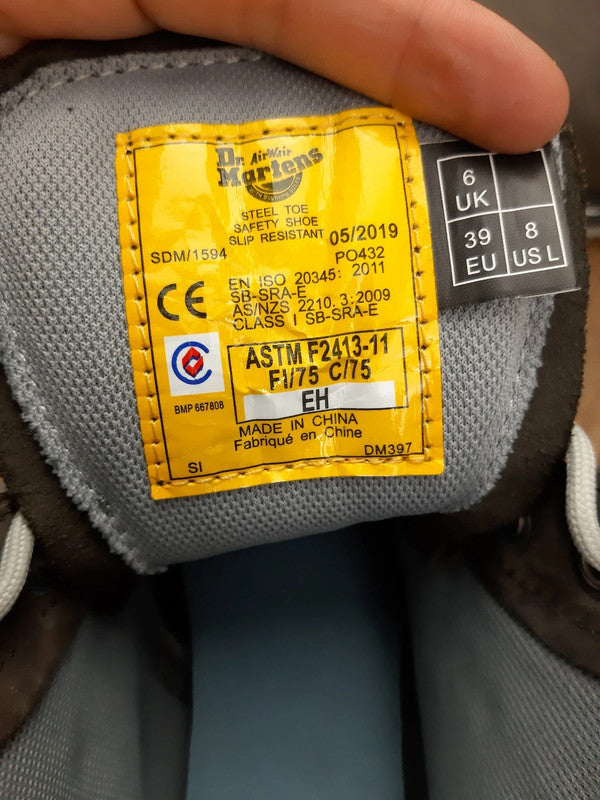 Dr. AirWair
Martens
STEEL TOE
SAFETY SHOE
SLIP RESISTANT 05/2019
SDM/1594 PO432
EN ISO 20345: 2011
SB-SRA-E
AS/NZS 2210.3:2009
CLASS I SB-SRA-E
CE
ASTM F2413-11
FI/75 C/75
EH
BMP 667808
MADE IN CHINA
Fabriqué en Chine
SI DM397
6
UK
39
EU
8
US L